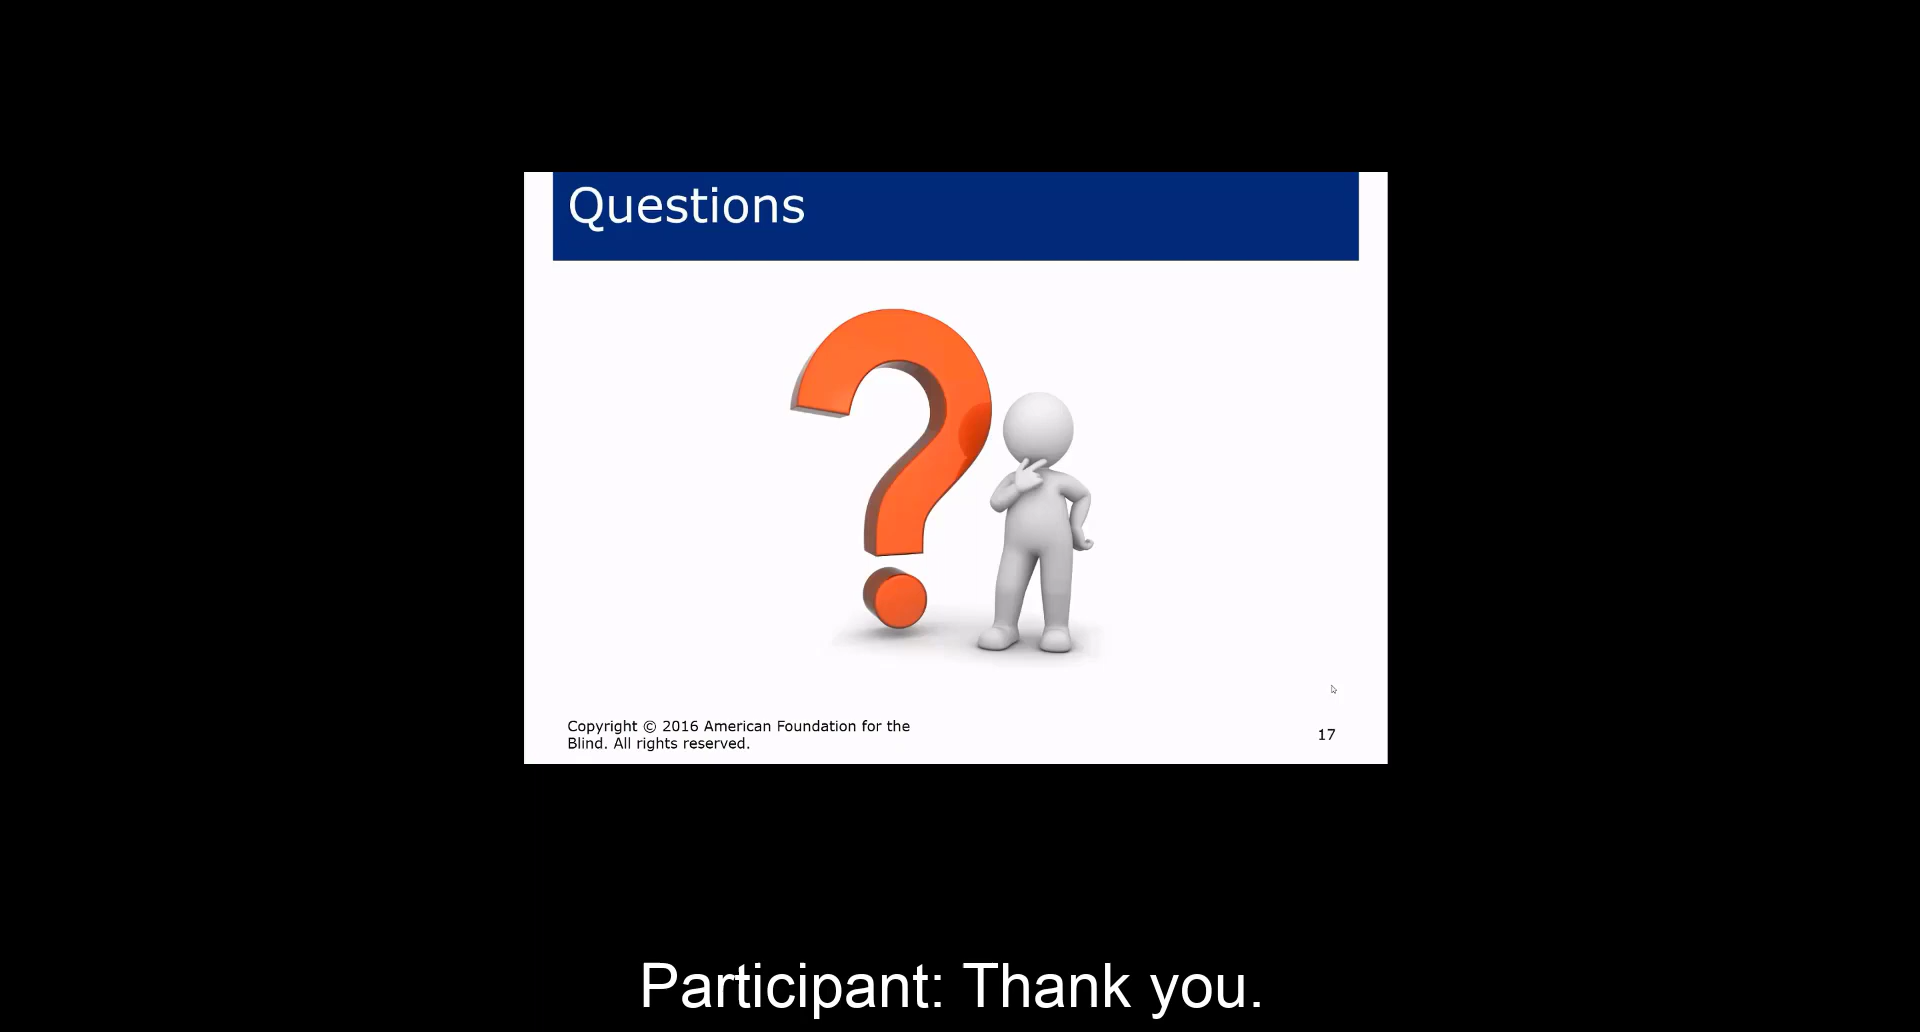 Questions
Copyright © 2016 American Foundation for the
Blind. All rights reserved.
17
Participant: Thank you.